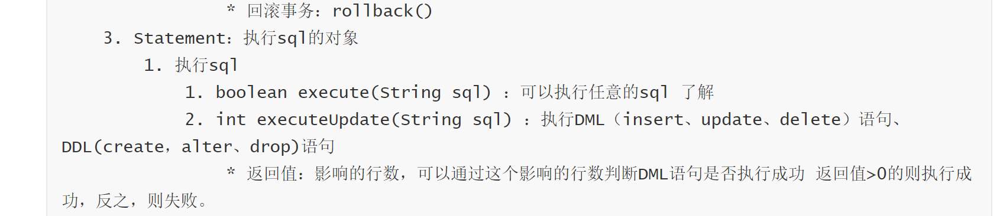 * 回滚事务：rollback()
3. Statement：执行sql的对象
1. 执行sql
1. boolean execute(String sql) ：可以执行任意的sql 了解
2. int executeUpdate(String sql) ：执行DML（insert、update、delete）语句、
DDL(create，alter、drop)语句
* 返回值：影响的行数，可以通过这个影响的行数判断DML语句是否执行成功 返回值>0的则执行成
功，反之，则失败。